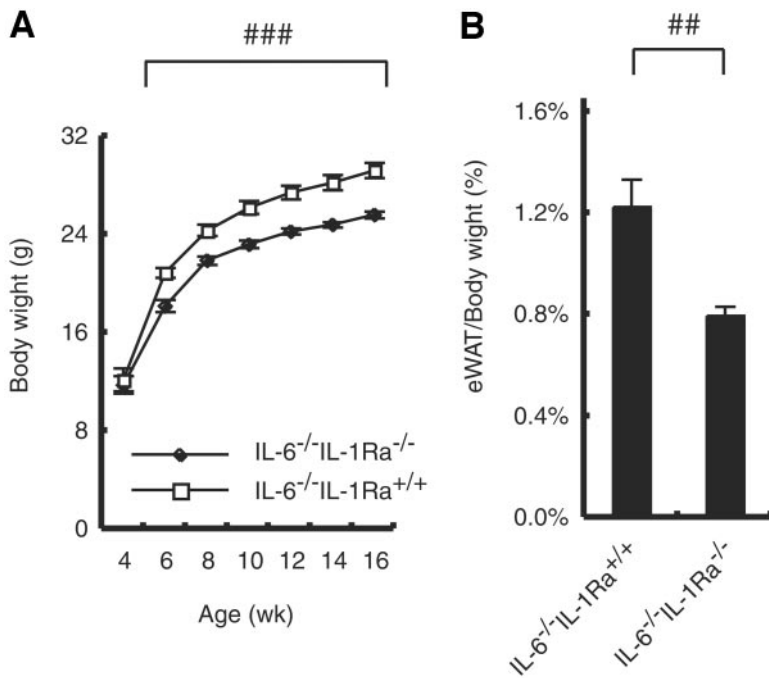 A
###
Body wight (g)
32
24
16
8
0
IL-6-/-IL-1Ra-/-
IL-6-/-IL-1Ra+/+
4 6 8 10 12 14 16
Age (wk)
B
##
eWAT/Body wight (%)
1.6%
1.2%
0.8%
0.4%
0.0%
IL-6-/-IL-1Ra+/+
IL-6-/-IL-1Ra-/-